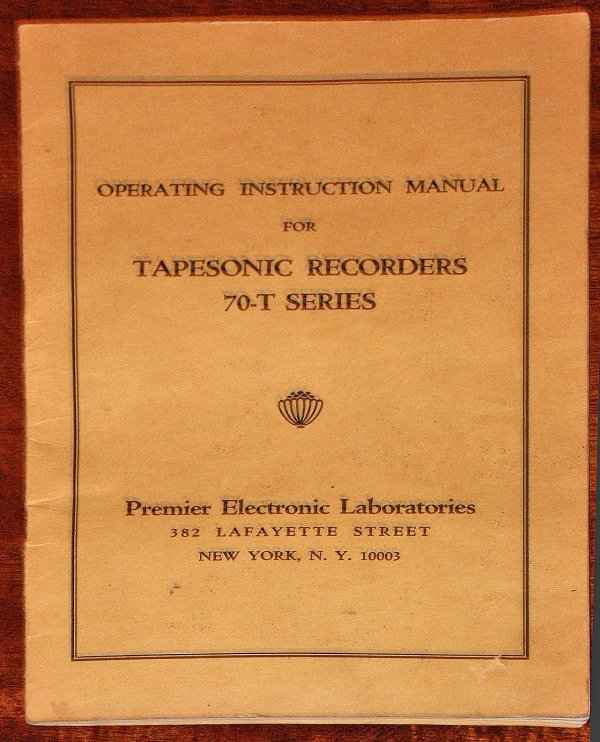 OPERATING INSTRUCTION MANUAL
FOR
TAPESONIC RECORDERS
70-T SERIES
Premier Electronic Laboratories
382 LAFAYETTE STREET
NEW YORK, N. Y. 10003